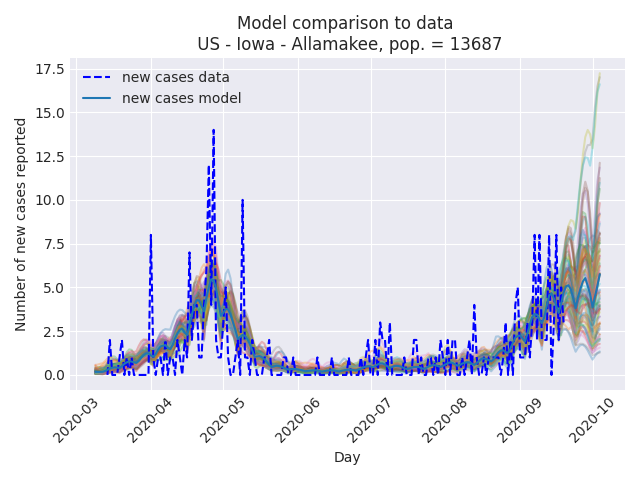 Model comparison to data
US - Iowa - Allamakee, pop. = 13687
17.5
15.0
12.5
10.0
7.5
5.0
2.5
0.0
Number of new cases reported
new cases data
new cases model
2020-03
2020-04
2020-05
2020-06
2020-07
2020-08
2020-09
2020-10
Day